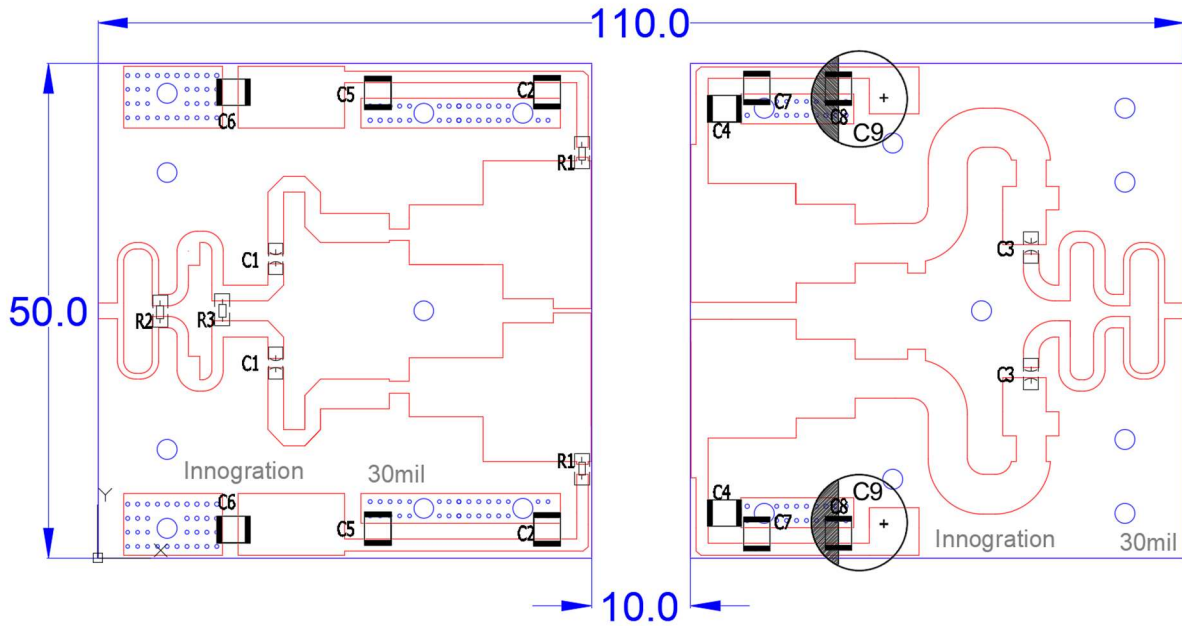 110.0
C6
C5
C2
C7
C8
C4
C9
R1
C1
C3
50.0
R2
R3
C1
C3
R1
Innogration
30mil
C6
C5
C2
C4
C9
C7
C8
Y
X
Innogration
30mil
10.0